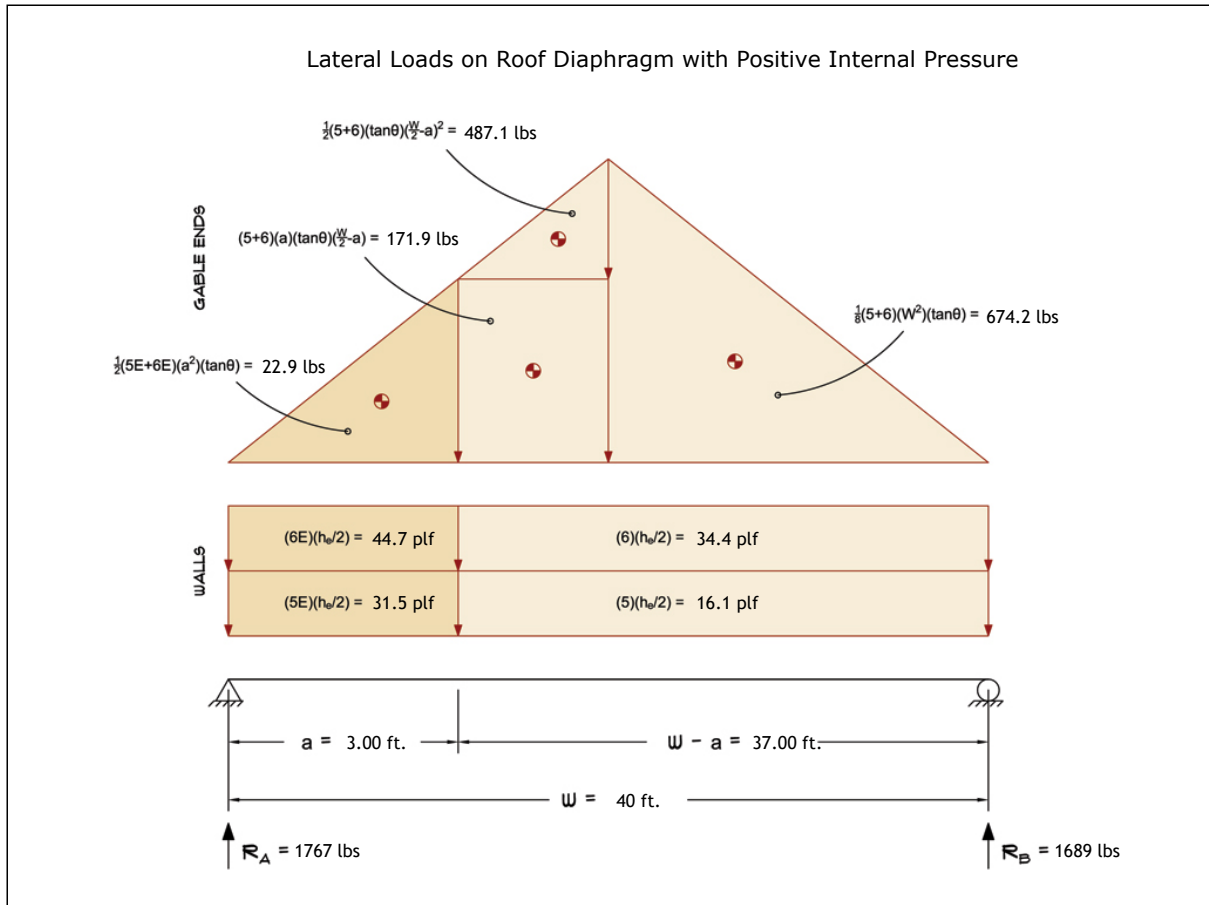 Lateral Loads on Roof Diaphragm with Positive Internal Pressure
½(5+6)(tanθ)(W/2-a)² = 487.1 lbs
GABLE ENDS
(5+6)(a)(tanθ)(W/2-a) = 171.9 lbs
⅛(5+6)(W²)(tanθ) = 674.2 lbs
½(5E+6E)(a²)(tanθ) = 22.9 lbs
WALLS
(6E)(hₑ/2) = 44.7 plf
(6)(hₑ/2) = 34.4 plf
(5E)(hₑ/2) = 31.5 plf
(5)(hₑ/2) = 16.1 plf
a = 3.00 ft.
W - a = 37.00 ft.
W = 40 ft.
R_A = 1767 lbs
R_B = 1689 lbs